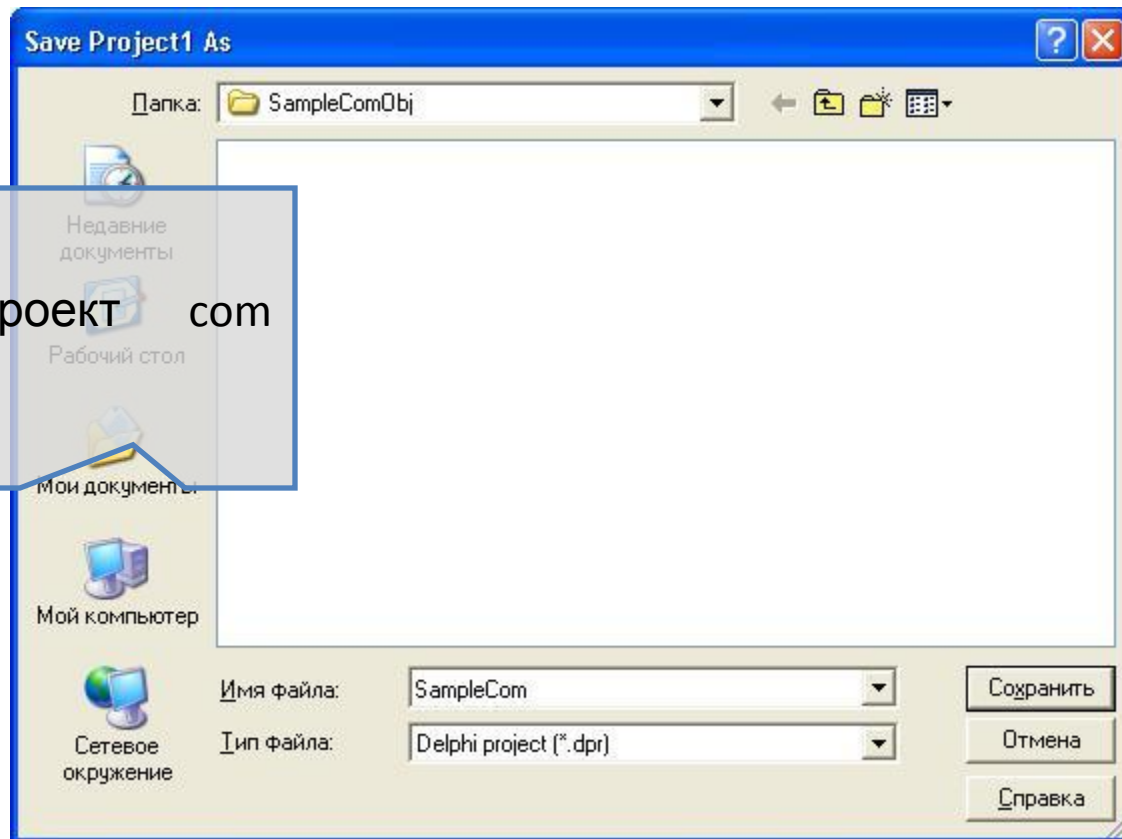 Save Project1 As
Папка:
SampleComObj
Недавние
документы
роект com
Рабочий стол
Мои документы
Мой компьютер
Сетевое
окружение
Имя файла:
SampleCom
Сохранить
Тип файла:
Delphi project (*.dpr)
Отмена
Справка